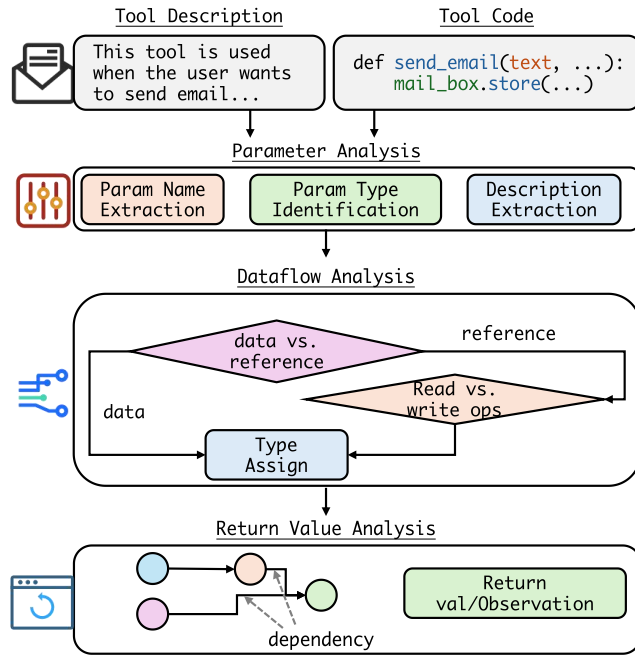 Tool Description
Tool Code
This tool is used
when the user wants
to send email...
def send_email(text, ...):
mail_box.store(...)
Parameter Analysis
Param Name
Extraction
Param Type
Identification
Description
Extraction
Dataflow Analysis
data vs.
reference
reference
Read vs.
write ops
data
Type
Assign
Return Value Analysis
Return
val/Observation
dependency